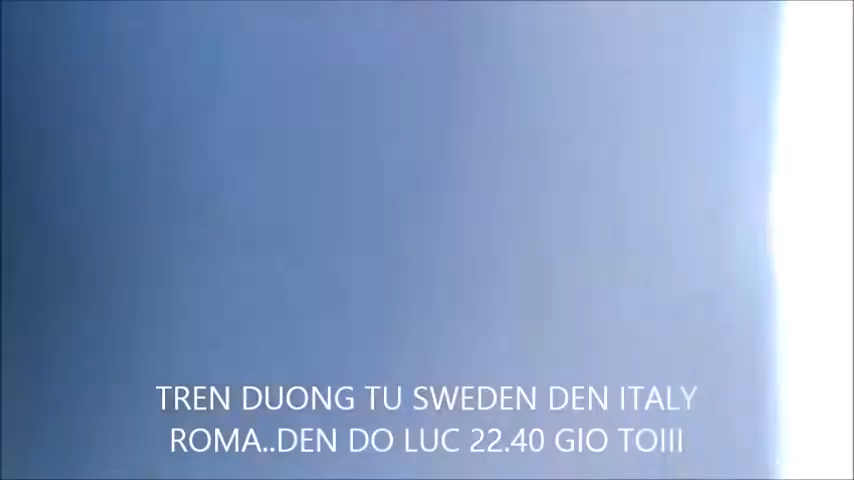 TREN DUONG TU SWEDEN DEN ITALY
ROMA..DEN DO LUC 22.40 GIO TOIII